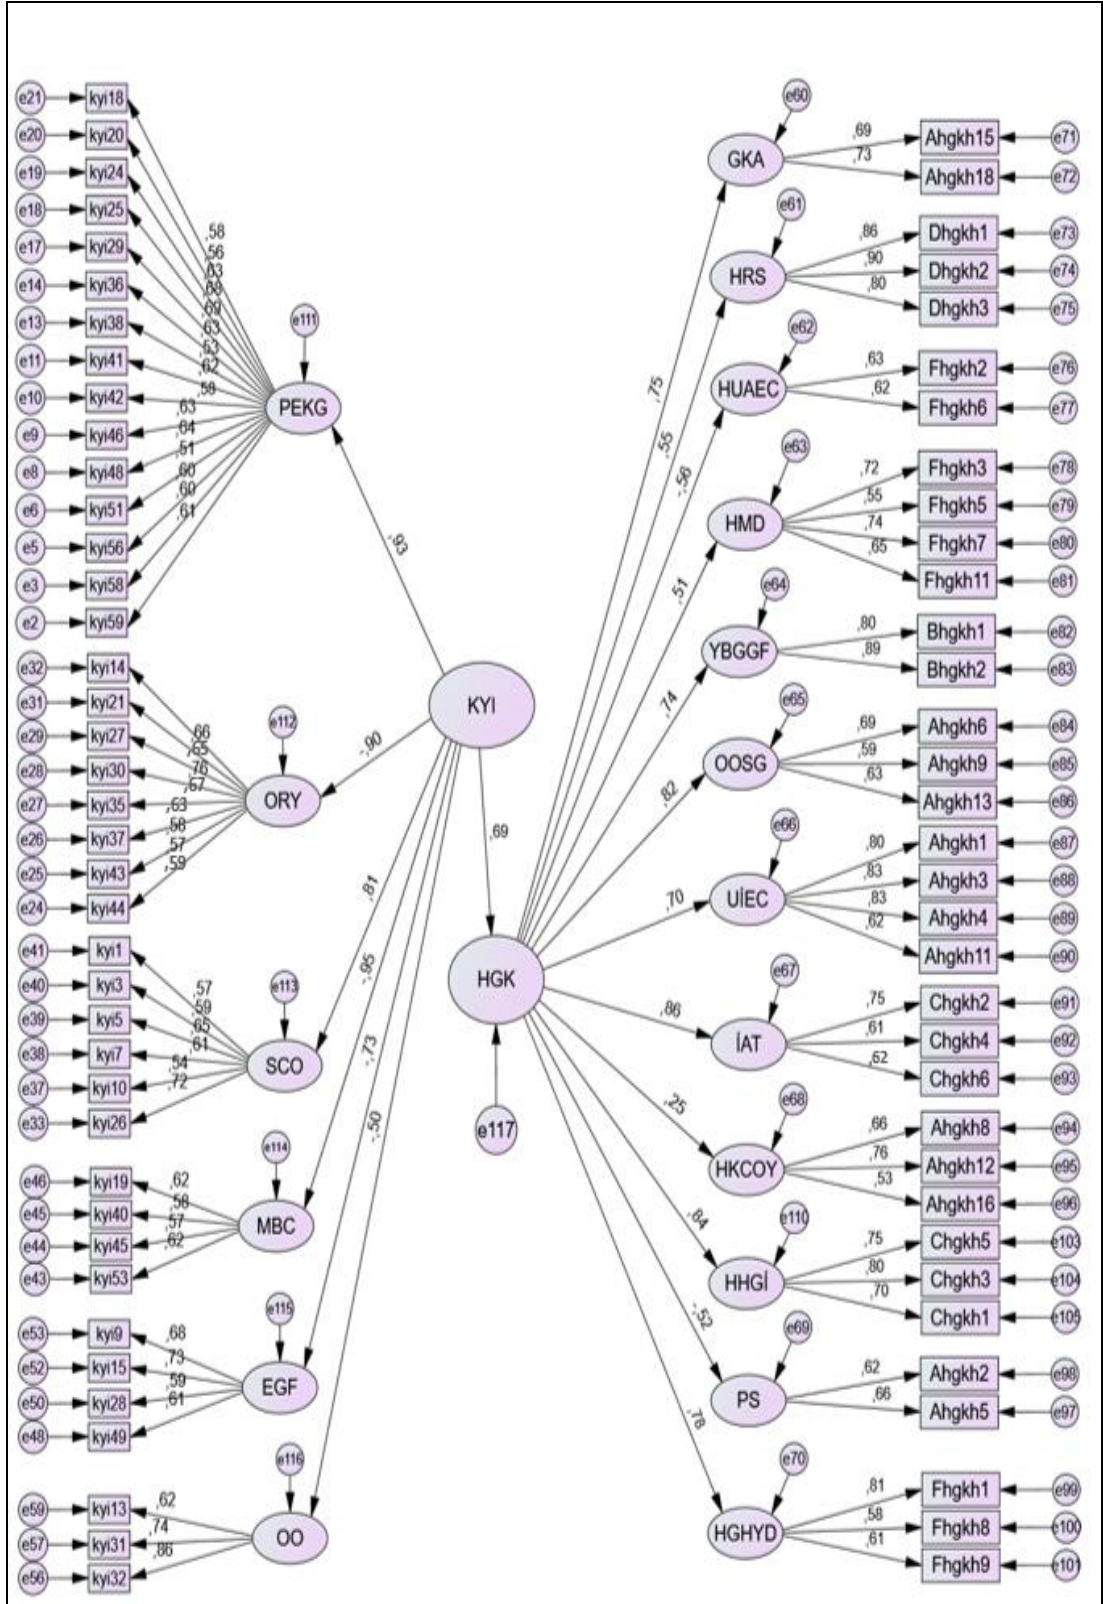 e21 kyi18
e20 kyi20
e19 kyi24
e18 kyi25
e17 kyi29
e14 kyi36
e13 kyi38
e11 kyi41
e10 kyi42
e9 kyi46
e8 kyi48
e6 kyi51
e5 kyi56
e3 kyi58
e2 kyi59
,58
,56
,63
,68
,69
,63
,53
,62
,58
,63
,64
,51
,60
,60
,61
e111
PEKG
,93
e32 kyi14
e31 kyi21
e29 kyi27
e28 kyi30
e27 kyi35
e26 kyi37
e25 kyi43
e24 kyi44
,66
,65
,76
,67
,63
,58
,57
,59
e112
ORY
-,90
e41 kyi1
e40 kyi3
e39 kyi5
e38 kyi7
e37 kyi10
e33 kyi26
,57
,59
,65
,61
,54
,72
e113
SCO
,81
e46 kyi19
e45 kyi40
e44 kyi45
e43 kyi53
,62
,58
,57
,62
e114
MBC
-,95
e53 kyi9
e52 kyi15
e50 kyi28
e48 kyi49
,68
,73
,59
,61
e115
EGF
-,73
e59 kyi13
e57 kyi31
e56 kyi32
,62
,74
,86
e116
OO
-,50
KYI
,69
HGK
e117
,75
e60
GKA
,69 Ahgkh15 e71
,73 Ahgkh18 e72
,55
e61
HRS
,86 Dhgkh1 e73
,90 Dhgkh2 e74
,80 Dhgkh3 e75
-,56
e62
HUAEC
,63 Fhgkh2 e76
,62 Fhgkh6 e77
,51
e63
HMD
,72 Fhgkh3 e78
,55 Fhgkh5 e79
,74 Fhgkh7 e80
,65 Fhgkh11 e81
,74
e64
YBGGF
,80 Bhgkh1 e82
,89 Bhgkh2 e83
,82
e65
OOSG
,69 Ahgkh6 e84
,59 Ahgkh9 e85
,63 Ahgkh13 e86
,70
e66
UİEC
,80 Ahgkh1 e87
,83 Ahgkh3 e88
,83 Ahgkh4 e89
,62 Ahgkh11 e90
,86
e67
İAT
,75 Chgkh2 e91
,61 Chgkh4 e92
,62 Chgkh6 e93
,25
e68
HKCOY
,66 Ahgkh8 e94
,76 Ahgkh12 e95
,53 Ahgkh16 e96
,84
e110
HHGİ
,75 Chgkh5 e103
,80 Chgkh3 e104
,70 Chgkh1 e105
-,52
e69
PS
,62 Ahgkh2 e98
,66 Ahgkh5 e97
,78
e70
HGHYD
,81 Fhgkh1 e99
,58 Fhgkh8 e100
,61 Fhgkh9 e101